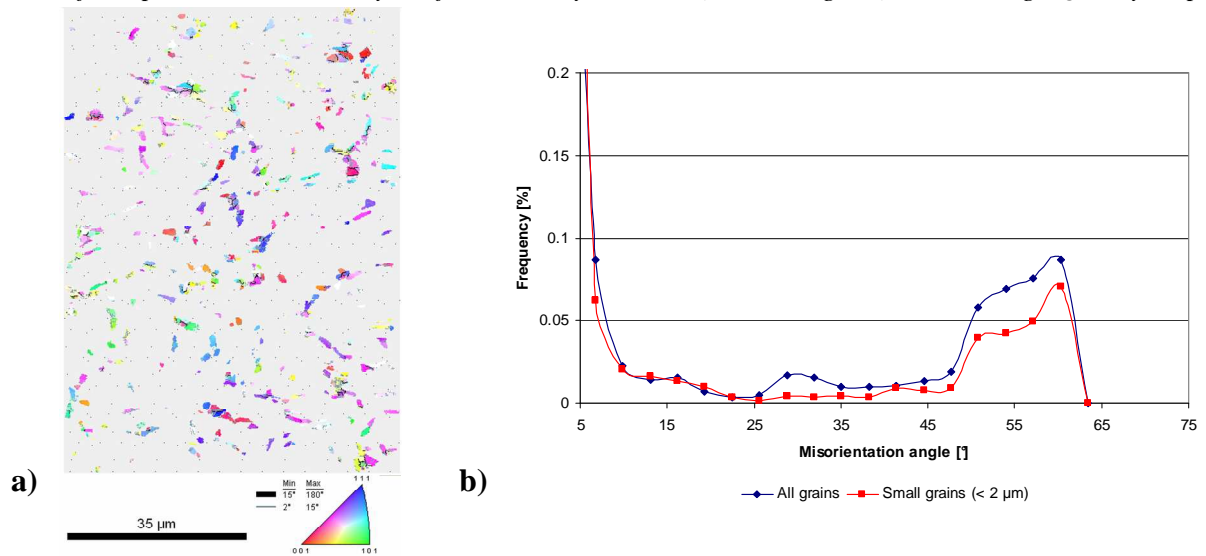 a)
Min Max
15° 180°
2° 15°
35 µm
111
001 101
b)
Frequency [%]
0.2
0.15
0.1
0.05
0
5 15 25 35 45 55 65 75
Misorientation angle [°]
All grains Small grains (< 2 µm)